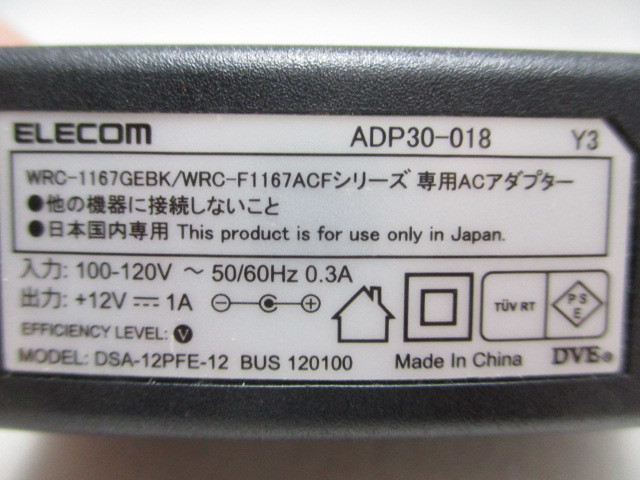 ELECOM ADP30-018 Y3
WRC-1167GEBK/WRC-F1167ACFシリーズ 専用ACアダプター
●他の機器に接続しないこと
●日本国内専用 This product is for use only in Japan.
入力: 100-120V ～ 50/60Hz 0.3A
出力: +12V⎓1A
TÜV RT
PSE
EFFICIENCY LEVEL: V
MODEL: DSA-12PFE-12 BUS 120100 Made In China DVE®